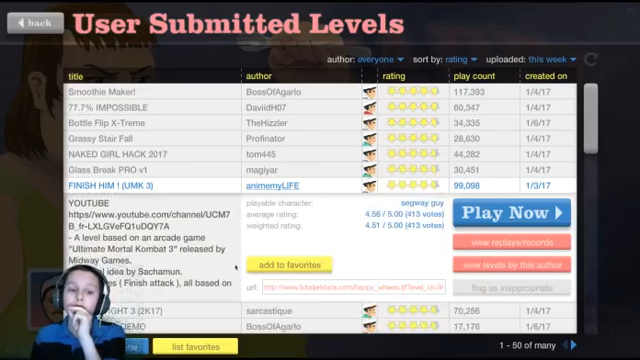 back
User Submitted Levels
author: everyone sort by: rating uploaded: this week
title author rating play count created on
Smoothie Maker! BossOfAgarIo 117,393 1/4/17
77.7% IMPOSSIBLE DaviidH07 60,347 1/4/17
Bottle Flip X-Treme TheHizzler 34,335 1/6/17
Grassy Stair Fall Profinator 28,630 1/4/17
NAKED GIRL HACK 2017 tom445 44,282 1/4/17
Glass Break PRO v1 magiyar 30,451 1/4/17
FINISH HIM ! (UMK 3) animemyLIFE 99,098 1/3/17
YOUTUBE
https//www.youtube.com/channel/UCM7
B_fr-LXLGVeFQ1uDQY7A
- A level based on an arcade game
"Ultimate Mortal Kombat 3" released by
Midway Games.
idea by Sachamun.
( Finish attack ), all based on
playable character: segway guy
average rating: 4.56 / 5.00 (413 votes)
weighted rating: 4.51 / 5.00 (413 votes)
add to favorites
Play Now
view replays/records
view levels by this author
flag as inappropriate
url:
(2K17) sarcastique 70,256 1/4/17
DEMO BossOfAgarIo 17,176 1/6/17
list favorites
1 - 50 of many